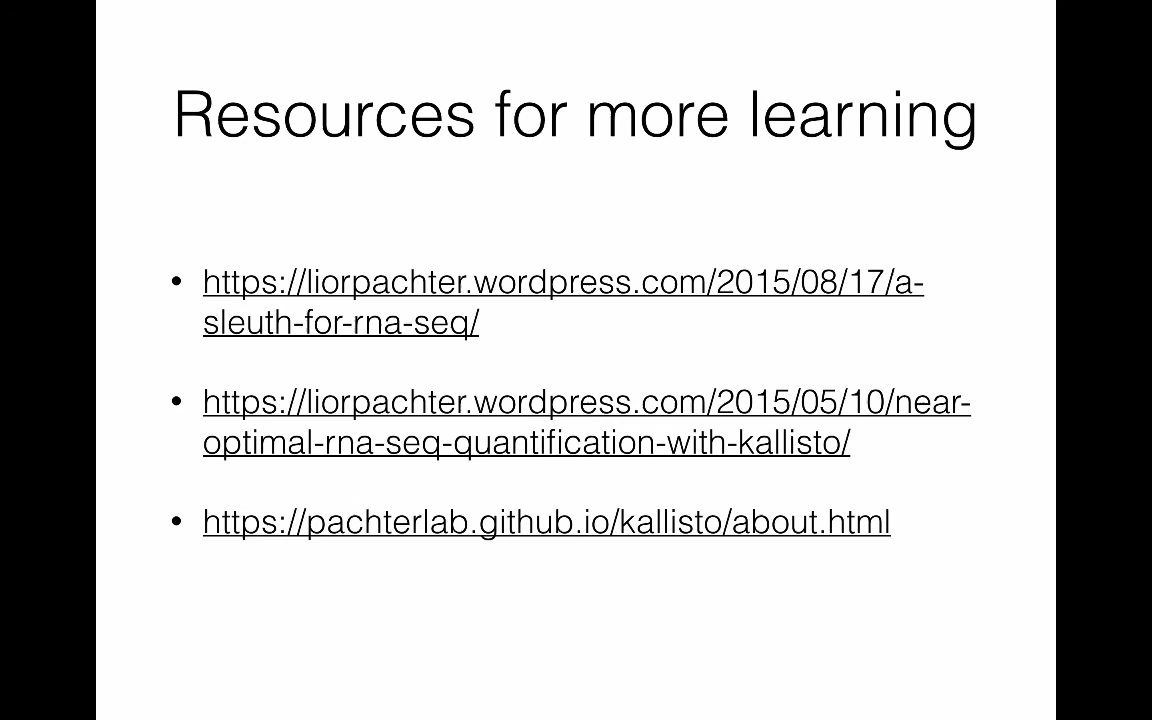 Resources for more learning
• https://liorpachter.wordpress.com/2015/08/17/a-
sleuth-for-rna-seq/
• https://liorpachter.wordpress.com/2015/05/10/near-
optimal-rna-seq-quantification-with-kallisto/
• https://pachterlab.github.io/kallisto/about.html